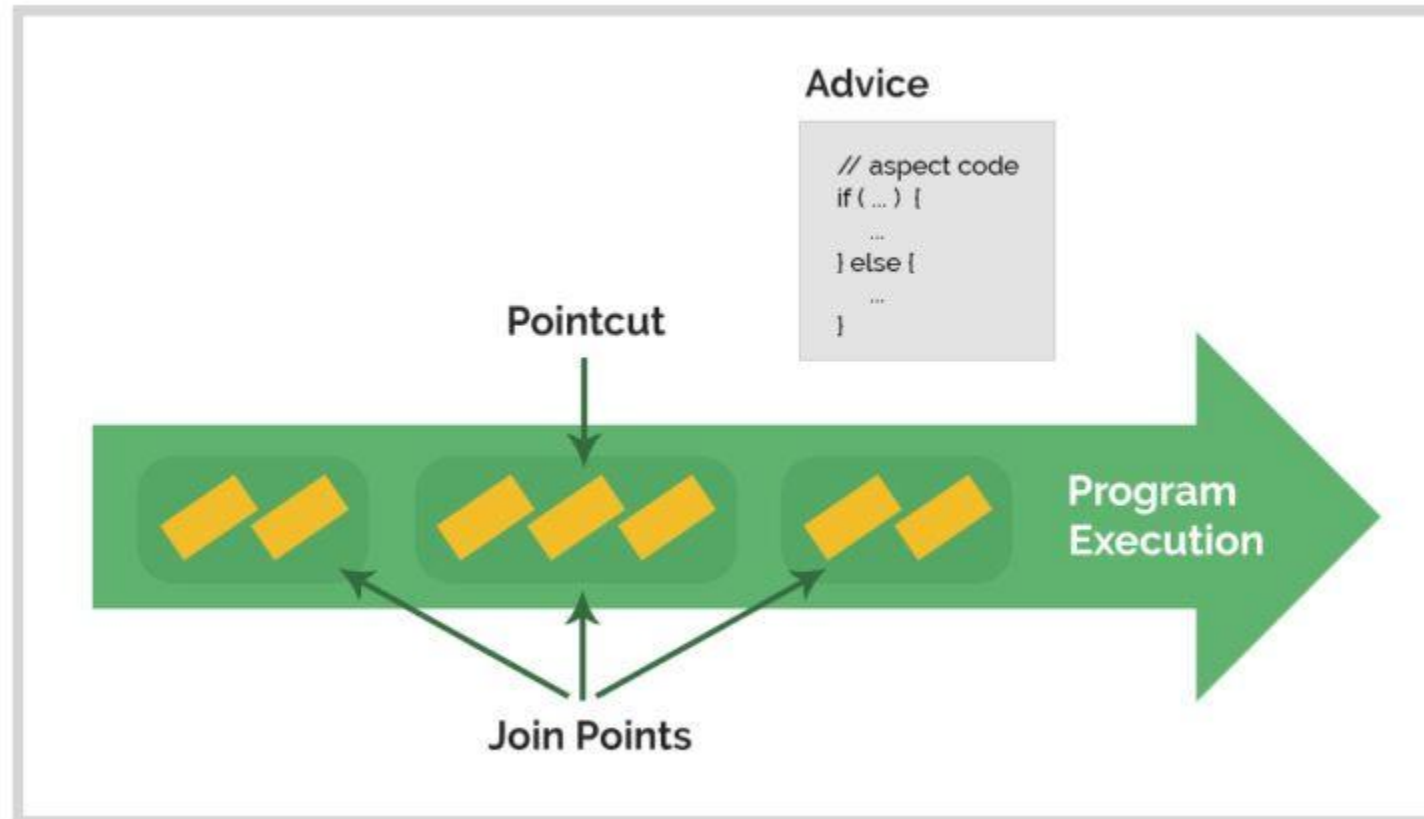 Advice
// aspect code
if ( ... ) {
...
} else {
...
}
Pointcut
Program
Execution
Join Points